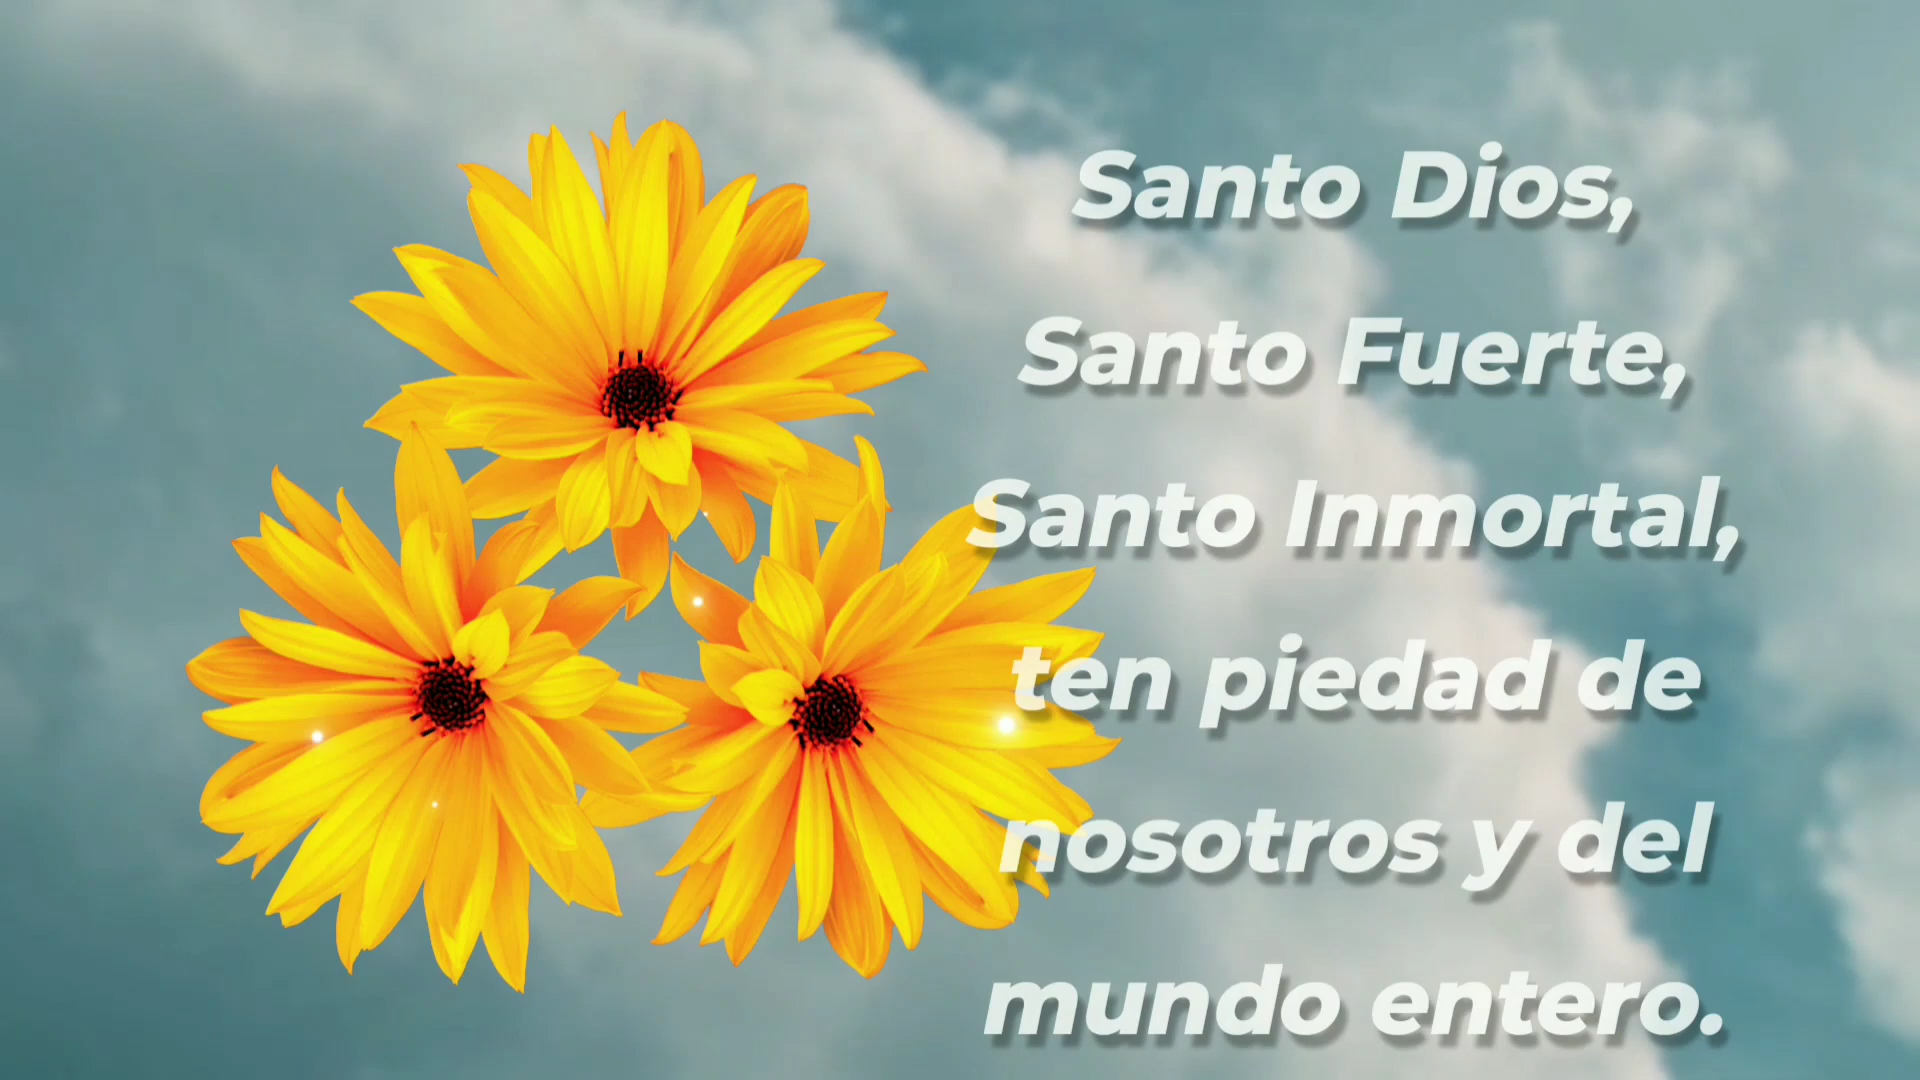 Santo Dios,
Santo Fuerte,
Santo Inmortal,
ten piedad de
nosotros y del
mundo entero.